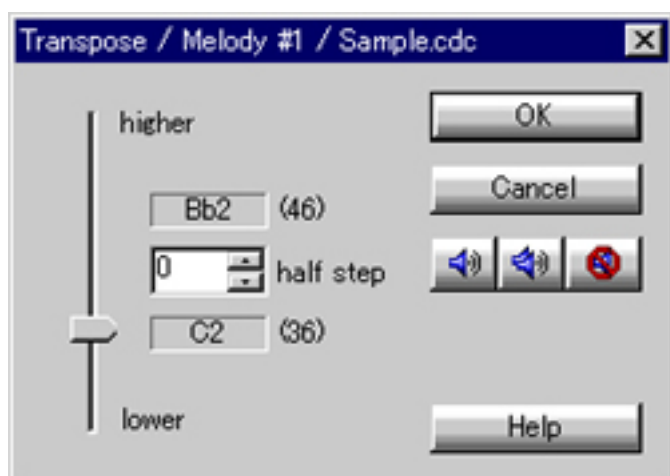 Transpose / Melody #1 / Sample.cdc
higher
OK
Bb2 (46)
Cancel
0 half step
C2 (36)
lower
Help